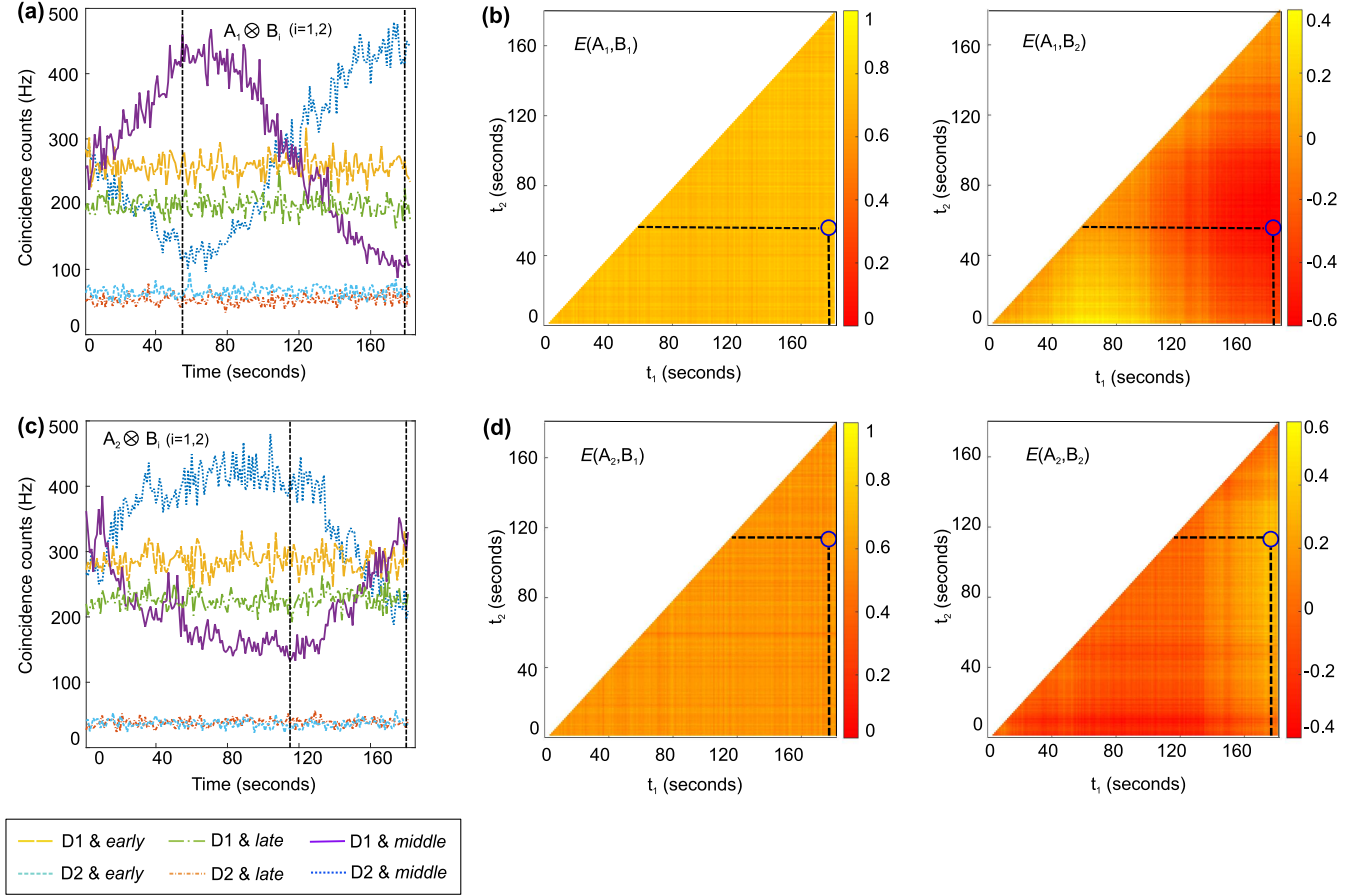 (a)
A₁ ⊗ Bᵢ (i=1,2)
Coincidence counts (Hz)
500
400
300
200
100
0
0 40 80 120 160
Time (seconds)
(b)
E(A₁,B₁)
t₂ (seconds)
160
120
80
40
0
0 40 80 120 160
t₁ (seconds)
1
0.8
0.6
0.4
0.2
0
E(A₁,B₂)
t₂ (seconds)
160
120
80
40
0
0 40 80 120 160
t₁ (seconds)
0.4
0.2
0
-0.2
-0.4
-0.6
(c)
A₂ ⊗ Bᵢ (i=1,2)
Coincidence counts (Hz)
500
400
300
200
100
0
0 40 80 120 160
Time (seconds)
(d)
E(A₂,B₁)
t₂ (seconds)
160
120
80
40
0
0 40 80 120 160
t₁ (seconds)
1
0.8
0.6
0.4
0.2
0
E(A₂,B₂)
t₂ (seconds)
160
120
80
40
0
0 40 80 120 160
t₁ (seconds)
0.6
0.4
0.2
0
-0.2
-0.4
D1 & early D1 & late D1 & middle
D2 & early D2 & late D2 & middle